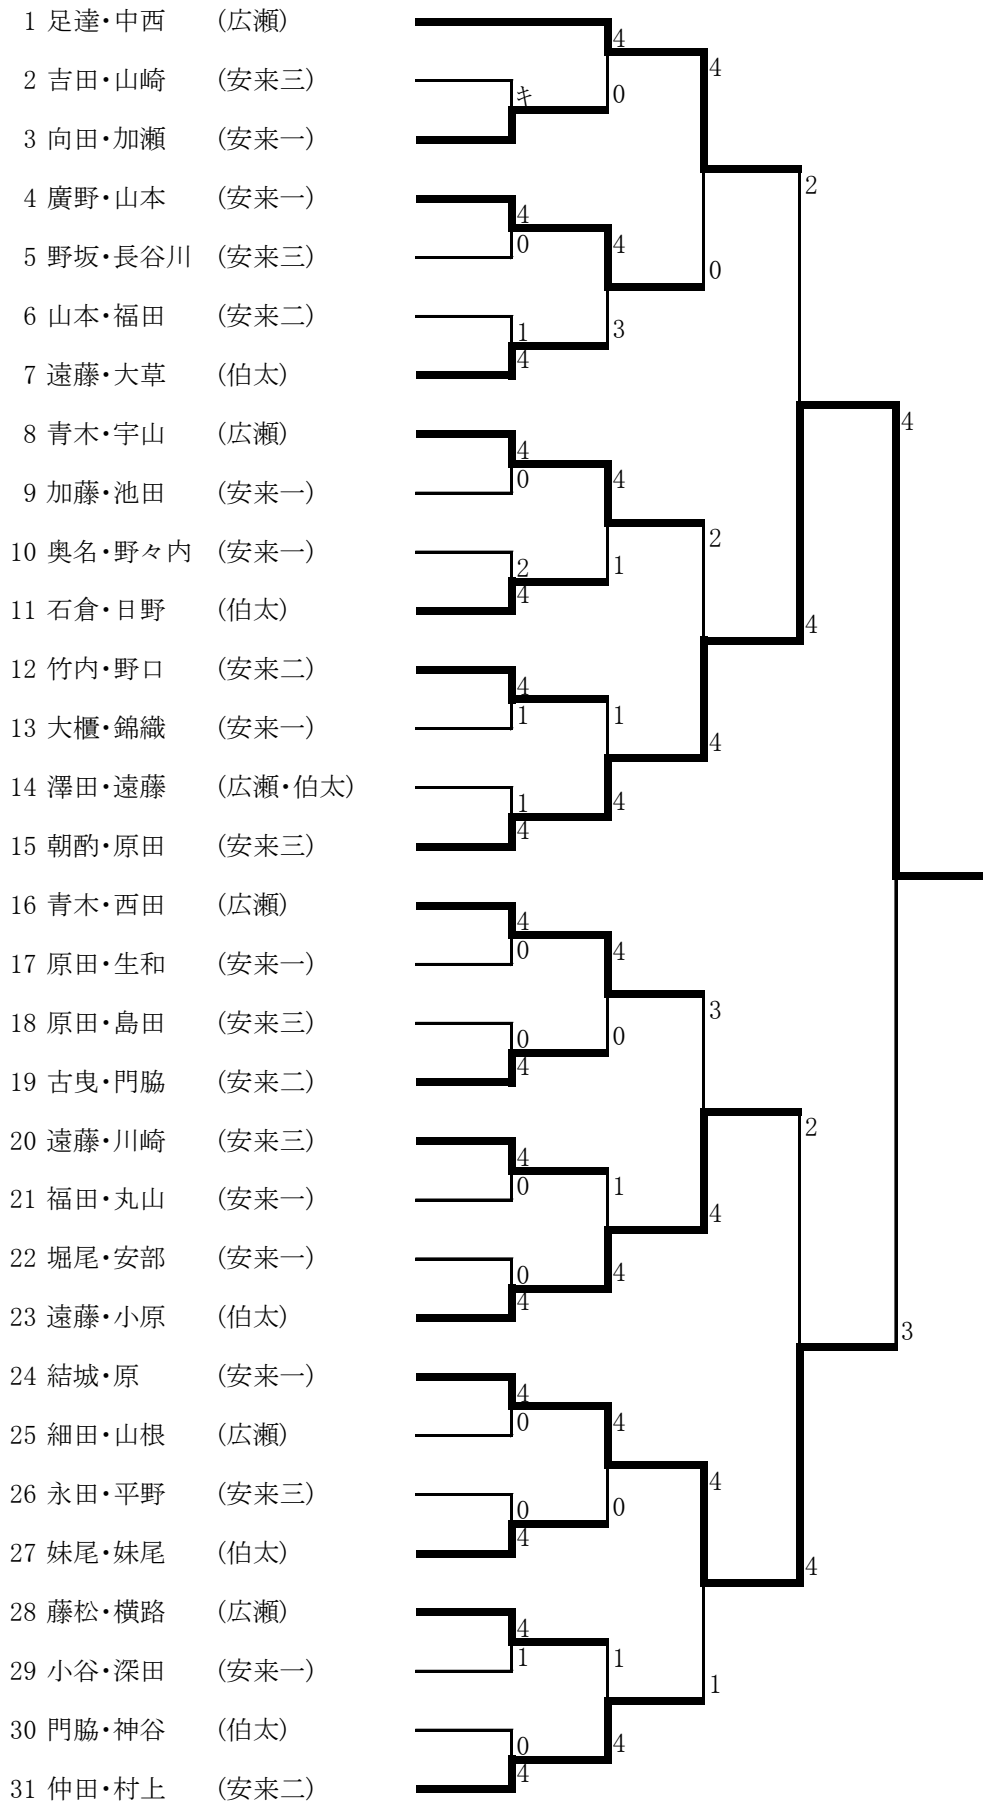 1 足達・中西 (広瀬)
4
4
2 吉田・山崎 (安来三)
キ
0
3 向田・加瀬 (安来一)
2
4 廣野・山本 (安来一)
4
0
4
5 野坂・長谷川 (安来三)
0
6 山本・福田 (安来二)
1
4
3
7 遠藤・大草 (伯太)
4
8 青木・宇山 (広瀬)
4
0
4
9 加藤・池田 (安来一)
2
10 奥名・野々内 (安来一)
2
4
1
11 石倉・日野 (伯太)
4
12 竹内・野口 (安来二)
4
1
1
13 大櫃・錦織 (安来一)
4
14 澤田・遠藤 (広瀬・伯太)
1
4
4
15 朝酌・原田 (安来三)
16 青木・西田 (広瀬)
4
0
4
17 原田・生和 (安来一)
3
18 原田・島田 (安来三)
0
4
0
19 古曳・門脇 (安来二)
2
20 遠藤・川崎 (安来三)
4
0
1
21 福田・丸山 (安来一)
4
22 堀尾・安部 (安来一)
0
4
4
23 遠藤・小原 (伯太)
3
24 結城・原 (安来一)
4
0
4
25 細田・山根 (広瀬)
4
26 永田・平野 (安来三)
0
4
0
27 妹尾・妹尾 (伯太)
4
28 藤松・横路 (広瀬)
4
1
1
29 小谷・深田 (安来一)
1
30 門脇・神谷 (伯太)
0
4
4
31 仲田・村上 (安来二)